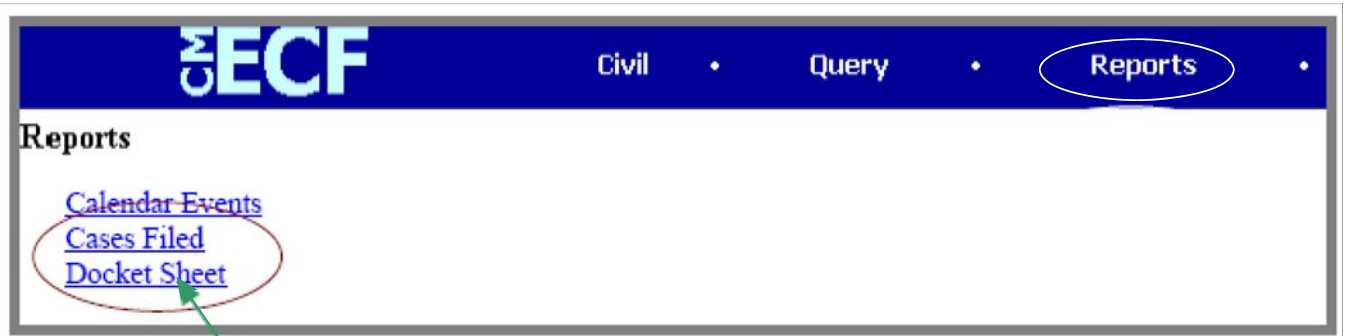 CM ECF Civil • Query • Reports •
Reports
Calendar Events
Cases Filed
Docket Sheet